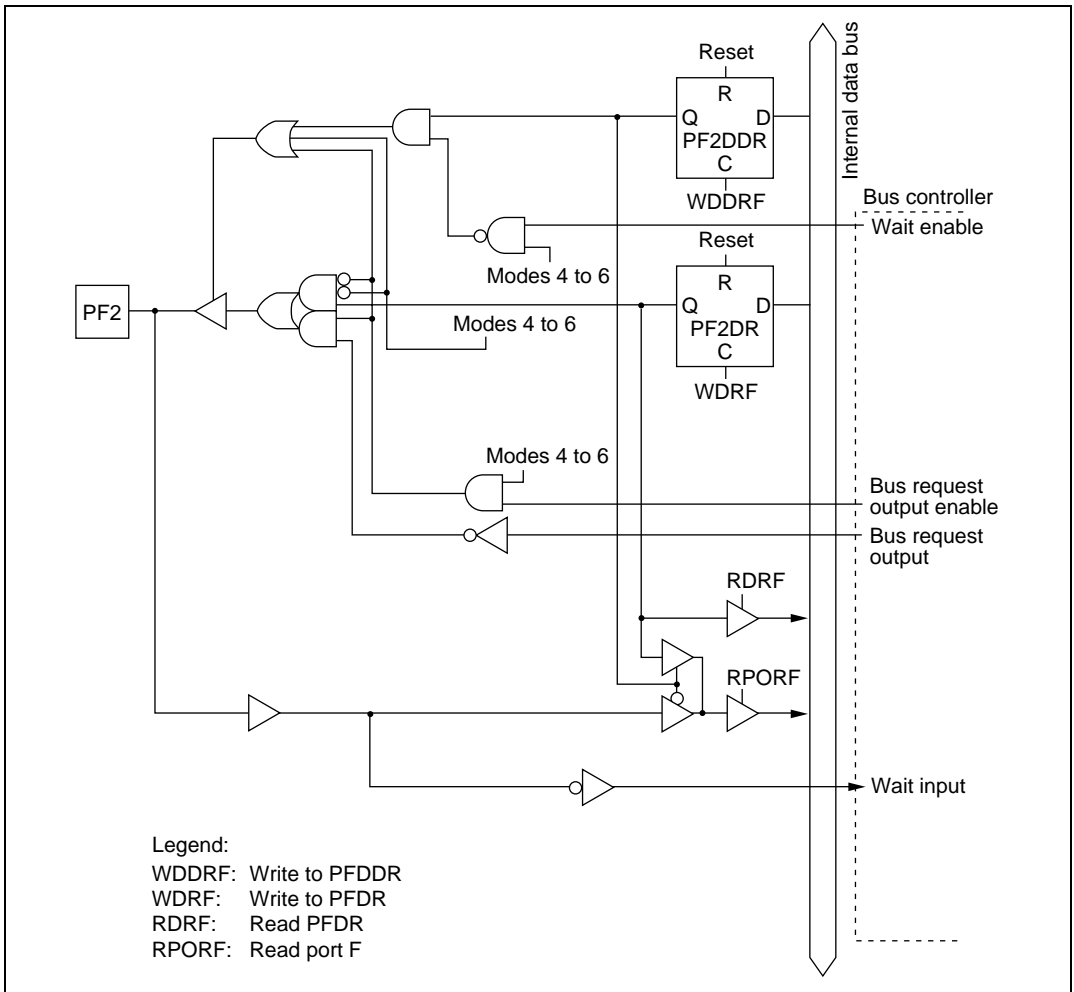 Reset
R
Q D
PF2DDR
C
WDDRF
Internal data bus
Bus controller
Wait enable
Modes 4 to 6
Reset
R
Q D
PF2DR
C
WDRF
PF2
Modes 4 to 6
Modes 4 to 6
Bus request
output enable
Bus request
output
RDRF
RPORF
Wait input
Legend:
WDDRF: Write to PFDDR
WDRF: Write to PFDR
RDRF: Read PFDR
RPORF: Read port F